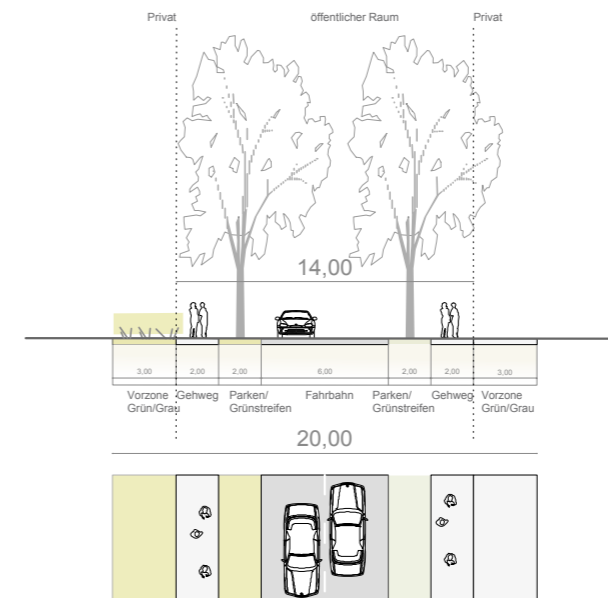 Privat öffentlicher Raum Privat
14,00
3,00 2,00 2,00 6,00 2,00 2,00 3,00
Vorzone Gehweg Parken/ Fahrbahn Parken/ Gehweg Vorzone
Grün/Grau Grünstreifen Grünstreifen Grün/Grau
20,00